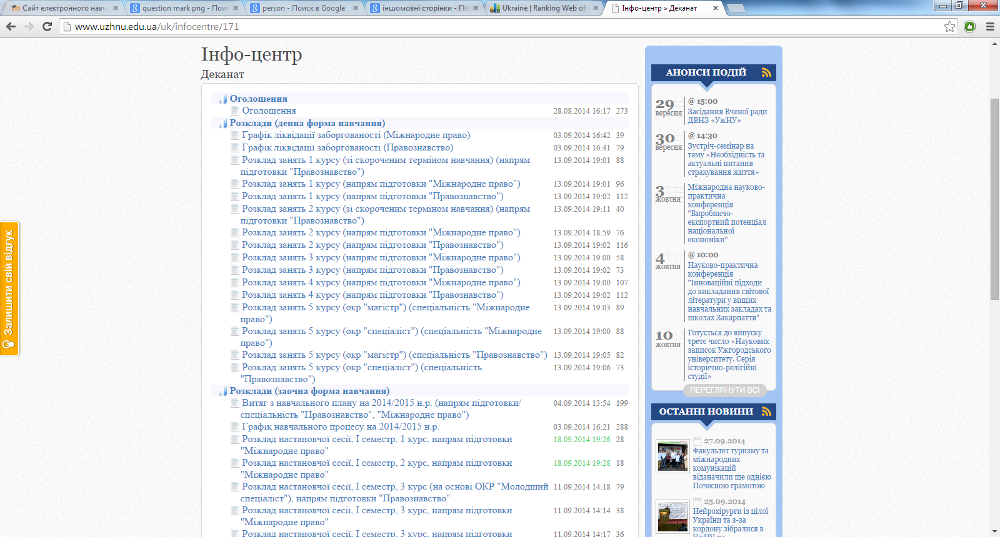 Сайт електронного навч
question mark png - Пои
person - Поиск в Google
іншомовні сторінки - По
Ukraine | Ranking Web of
Інфо-центр » Деканат
www.uzhnu.edu.ua/uk/infocentre/171
Інфо-центр
Деканат
Оголошення
Оголошення 28.08.2014 16:17 273
Розклади (денна форма навчання)
Графік ліквідації заборгованості (Міжнародне право) 03.09.2014 16:42 39
Графік ліквідації заборгованості (Правознавство) 03.09.2014 16:41 79
Розклад занять 1 курсу (зі скороченим терміном навчання) (напрям 13.09.2014 19:01 88
підготовки "Правознавство")
Розклад занять 1 курсу (напрям підготовки "Міжнародне право") 13.09.2014 19:01 96
Розклад занять 1 курсу (напрям підготовки "Правознавство") 13.09.2014 19:02 112
Розклад занять 2 курсу (зі скороченим терміном навчання) (напрям 13.09.2014 19:11 40
підготовки "Правознавство")
Розклад занять 2 курсу (напрям підготовки "Міжнародне право") 13.09.2014 18:59 76
Розклад занять 2 курсу (напрям підготовки "Правознавство") 13.09.2014 19:02 116
Розклад занять 3 курсу (напрям підготовки "Міжнародне право") 13.09.2014 19:00 58
Розклад занять 3 курсу (напрям підготовки "Правознавство") 13.09.2014 19:02 73
Розклад занять 4 курсу (напрям підготовки "Міжнародне право") 13.09.2014 19:00 107
Розклад занять 4 курсу (напрям підготовки "Правознавство") 13.09.2014 19:02 112
Розклад занять 5 курсу (окр "магістр") (спеціальність "Міжнародне 13.09.2014 19:03 89
право")
Розклад занять 5 курсу (окр "спеціаліст") (спеціальність "Міжнародне 13.09.2014 19:00 88
право")
Розклад занять 5 курсу (окр "магістр") (спеціальність "Правознавство") 13.09.2014 19:05 82
Розклад занять 5 курсу (окр "спеціаліст") (спеціальність 13.09.2014 19:06 73
"Правознавство")
Розклади (заочна форма навчання)
Витяг з навчального плану на 2014/2015 н.р. (напрям підготовки/ 04.09.2014 13:54 199
спеціальність "Правознавство", "Міжнародне право")
Графік навчального процесу на 2014/2015 н.р. 03.09.2014 16:21 288
Розклад настановчої сесії, І семестр, 1 курс, напрям підготовки 18.09.2014 19:26 28
"Міжнародне право"
Розклад настановчої сесії, І семестр, 2 курс, напрям підготовки 18.09.2014 19:28 18
"Міжнародне право"
Розклад настановчої сесії, І семестр, 3 курс (на основі ОКР "Молодший 11.09.2014 14:18 79
спеціаліст"), напрям підготовки "Правознавство"
Розклад настановчої сесії, І семестр, 3 курс, напрям підготовки 11.09.2014 14:14 38
"Міжнародне право"
Розклад настановчої сесії, І семестр, 3 курс, напрям підготовки 11.09.2014 14:17 36
Залишити свій відгук
АНОНСИ ПОДІЙ
29 вересня
@ 15:00
Засідання Вченої ради
ДВНЗ «УжНУ»
30 вересня
@ 14:30
Зустріч-семінар на
тему «Необхідність та
актуальні питання
страхування життя»
3 жовтня
Міжнародна науково-
практична
конференція
"Виробничо-
експортний потенціал
національної
економіки"
4 жовтня
@ 10:00
Науково-практична
конференція
"Інноваційні підходи
до викладання світової
літератури у вищих
навчальних закладах та
школах Закарпаття"
10 жовтня
Готується до випуску
третє число «Наукових
записок Ужгородського
університету. Серія
історично-релігійні
студії»
ПЕРЕГЛЯНУТИ ВСІ
ОСТАННІ НОВИНИ
27.09.2014
Факультет туризму та
міжнародних
комунікацій
відзначили ще однією
Почесною грамотою
25.09.2014
Нейрохірурги із цілої
України та з-за
кордону зібралися в
УжНУ на